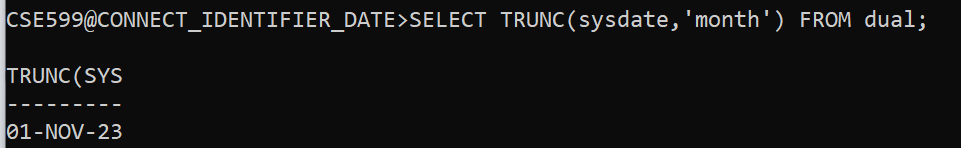 CSE599@CONNECT_IDENTIFIER_DATE>SELECT TRUNC(sysdate,'month') FROM dual;
TRUNC(SYS
---------
01-NOV-23